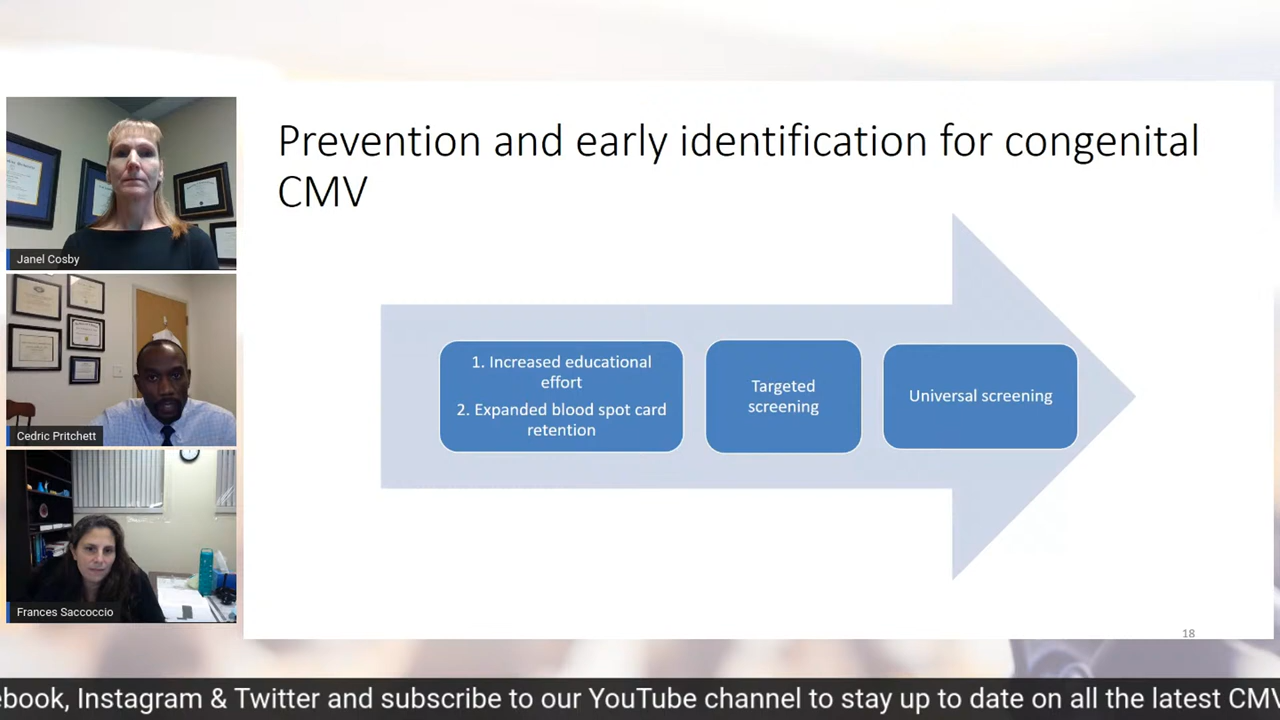 Prevention and early identification for congenital
CMV
Janel Cosby
Cedric Pritchett
Frances Saccoccio
1. Increased educational
effort
2. Expanded blood spot card
retention
Targeted
screening
Universal screening
18
ebook, Instagram & Twitter and subscribe to our YouTube channel to stay up to date on all the latest CMV